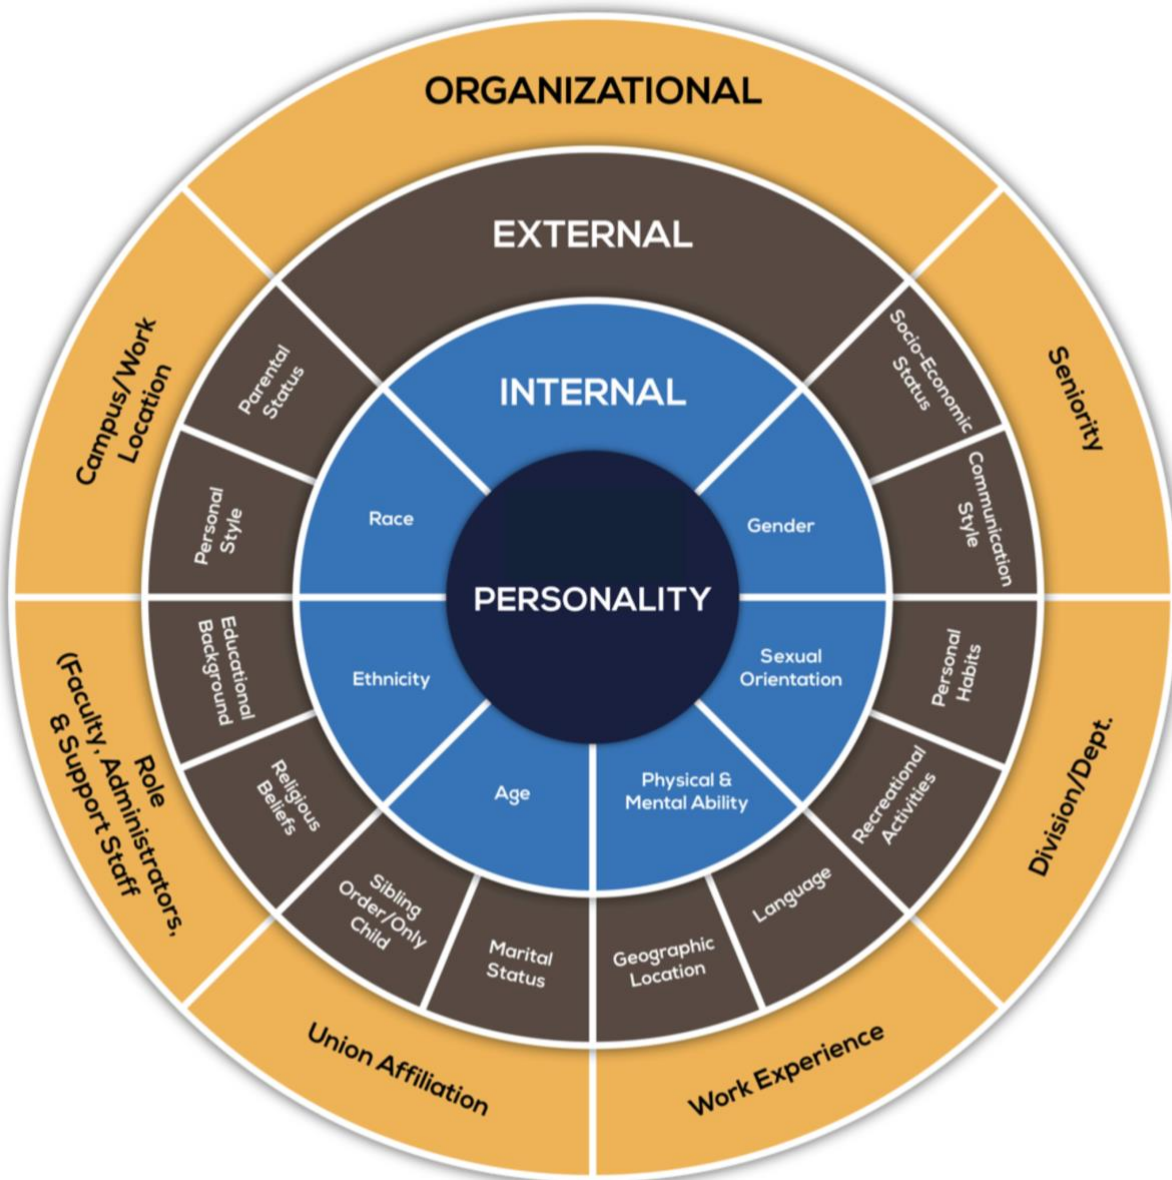 ORGANIZATIONAL
EXTERNAL
INTERNAL
PERSONALITY
Seniority
Division/Dept.
Work Experience
Union Affiliation
Role
(Faculty, Administrators,
& Support Staff
Campus/Work
Location
Socio-Economic
Status
Communication
Style
Personal
Habits
Recreational
Activities
Language
Geographic
Location
Marital
Status
Sibling
Order/Only
Child
Religious
Beliefs
Educational
Background
Personal
Style
Parental
Status
Gender
Sexual
Orientation
Physical &
Mental Ability
Age
Ethnicity
Race